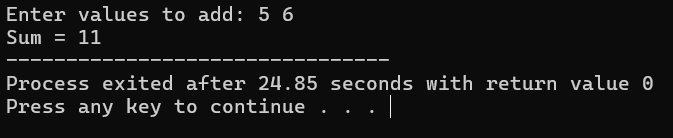 Enter values to add: 5 6
Sum = 11
--------------------------------
Process exited after 24.85 seconds with return value 0
Press any key to continue . . .